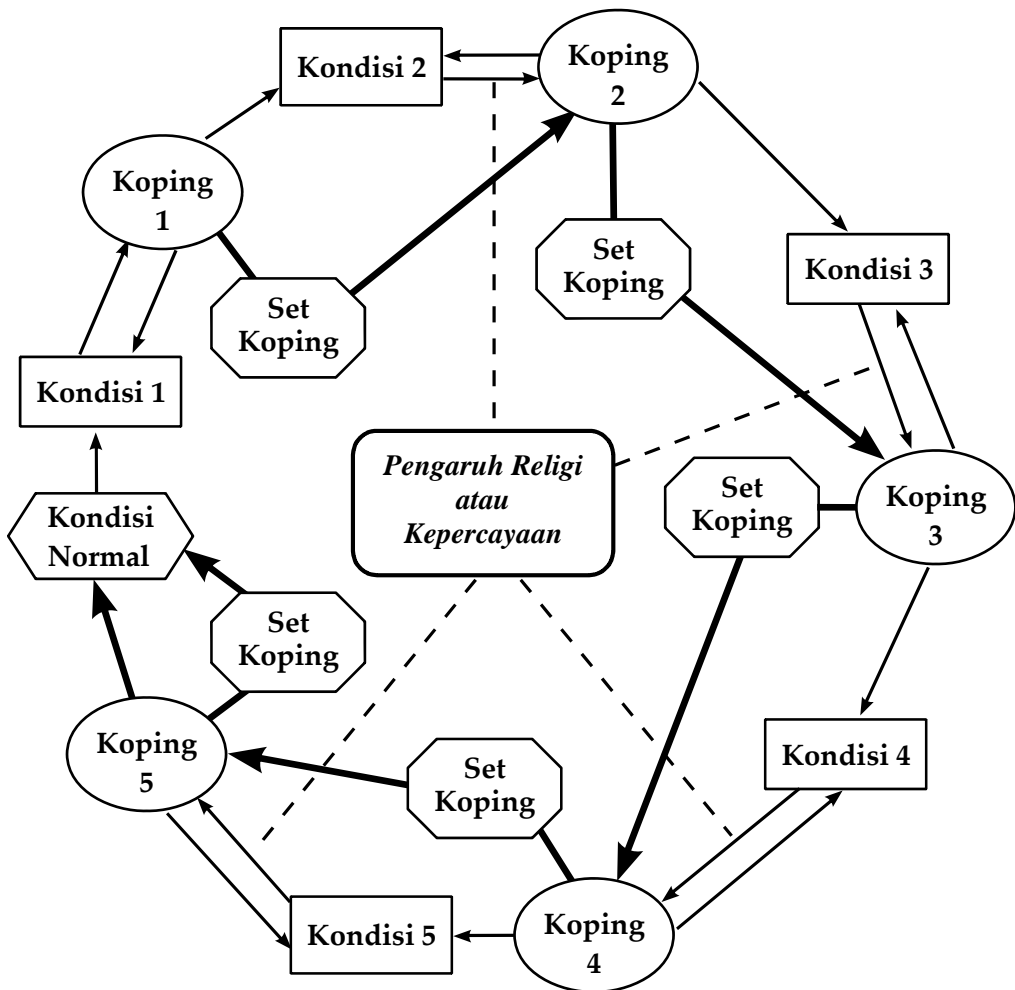 Kondisi 2
Koping
2
Koping
1
Set
Koping
Set
Koping
Kondisi 3
Kondisi 1
Pengaruh Religi
atau
Kepercayaan
Set
Koping
Koping
3
Kondisi
Normal
Set
Koping
Koping
5
Set
Koping
Kondisi 4
Kondisi 5
Koping
4